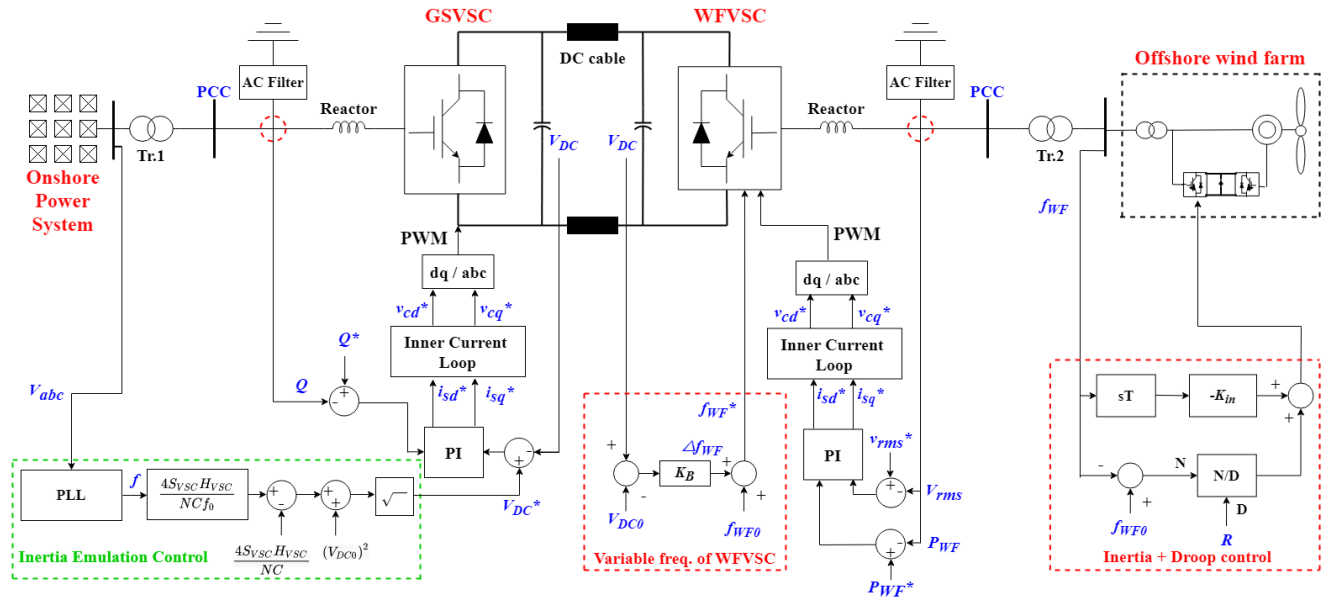 GSVSC
WFVSC
DC cable
AC Filter
AC Filter
Offshore wind farm
PCC
Reactor
Reactor
PCC
V_DC
V_DC
Tr.1
Tr.2
Onshore
Power
System
f_WF
PWM
PWM
dq / abc
dq / abc
v_cd*
v_cq*
v_cd*
v_cq*
Q*
Inner Current
Loop
Inner Current
Loop
V_abc
Q
i_sd*
i_sq*
f_WF*
i_sd*
i_sq*
sT
-K_in
+
+
-
-
+
PI
-
+
+
Δf_WF
K_B
+
-
+
PI
v_rms*
+
-
V_rms
PLL
f
4S_VSC H_VSC / NCf_0
+
-
+
+
√
V_DC*
V_DC0
f_WF0
-
N
N/D
D
+
f_WF0
R
4S_VSC H_VSC / NC
(V_DC0)^2
+
-
P_WF
P_WF*
Inertia Emulation Control
Variable freq. of WFVSC
Inertia + Droop control